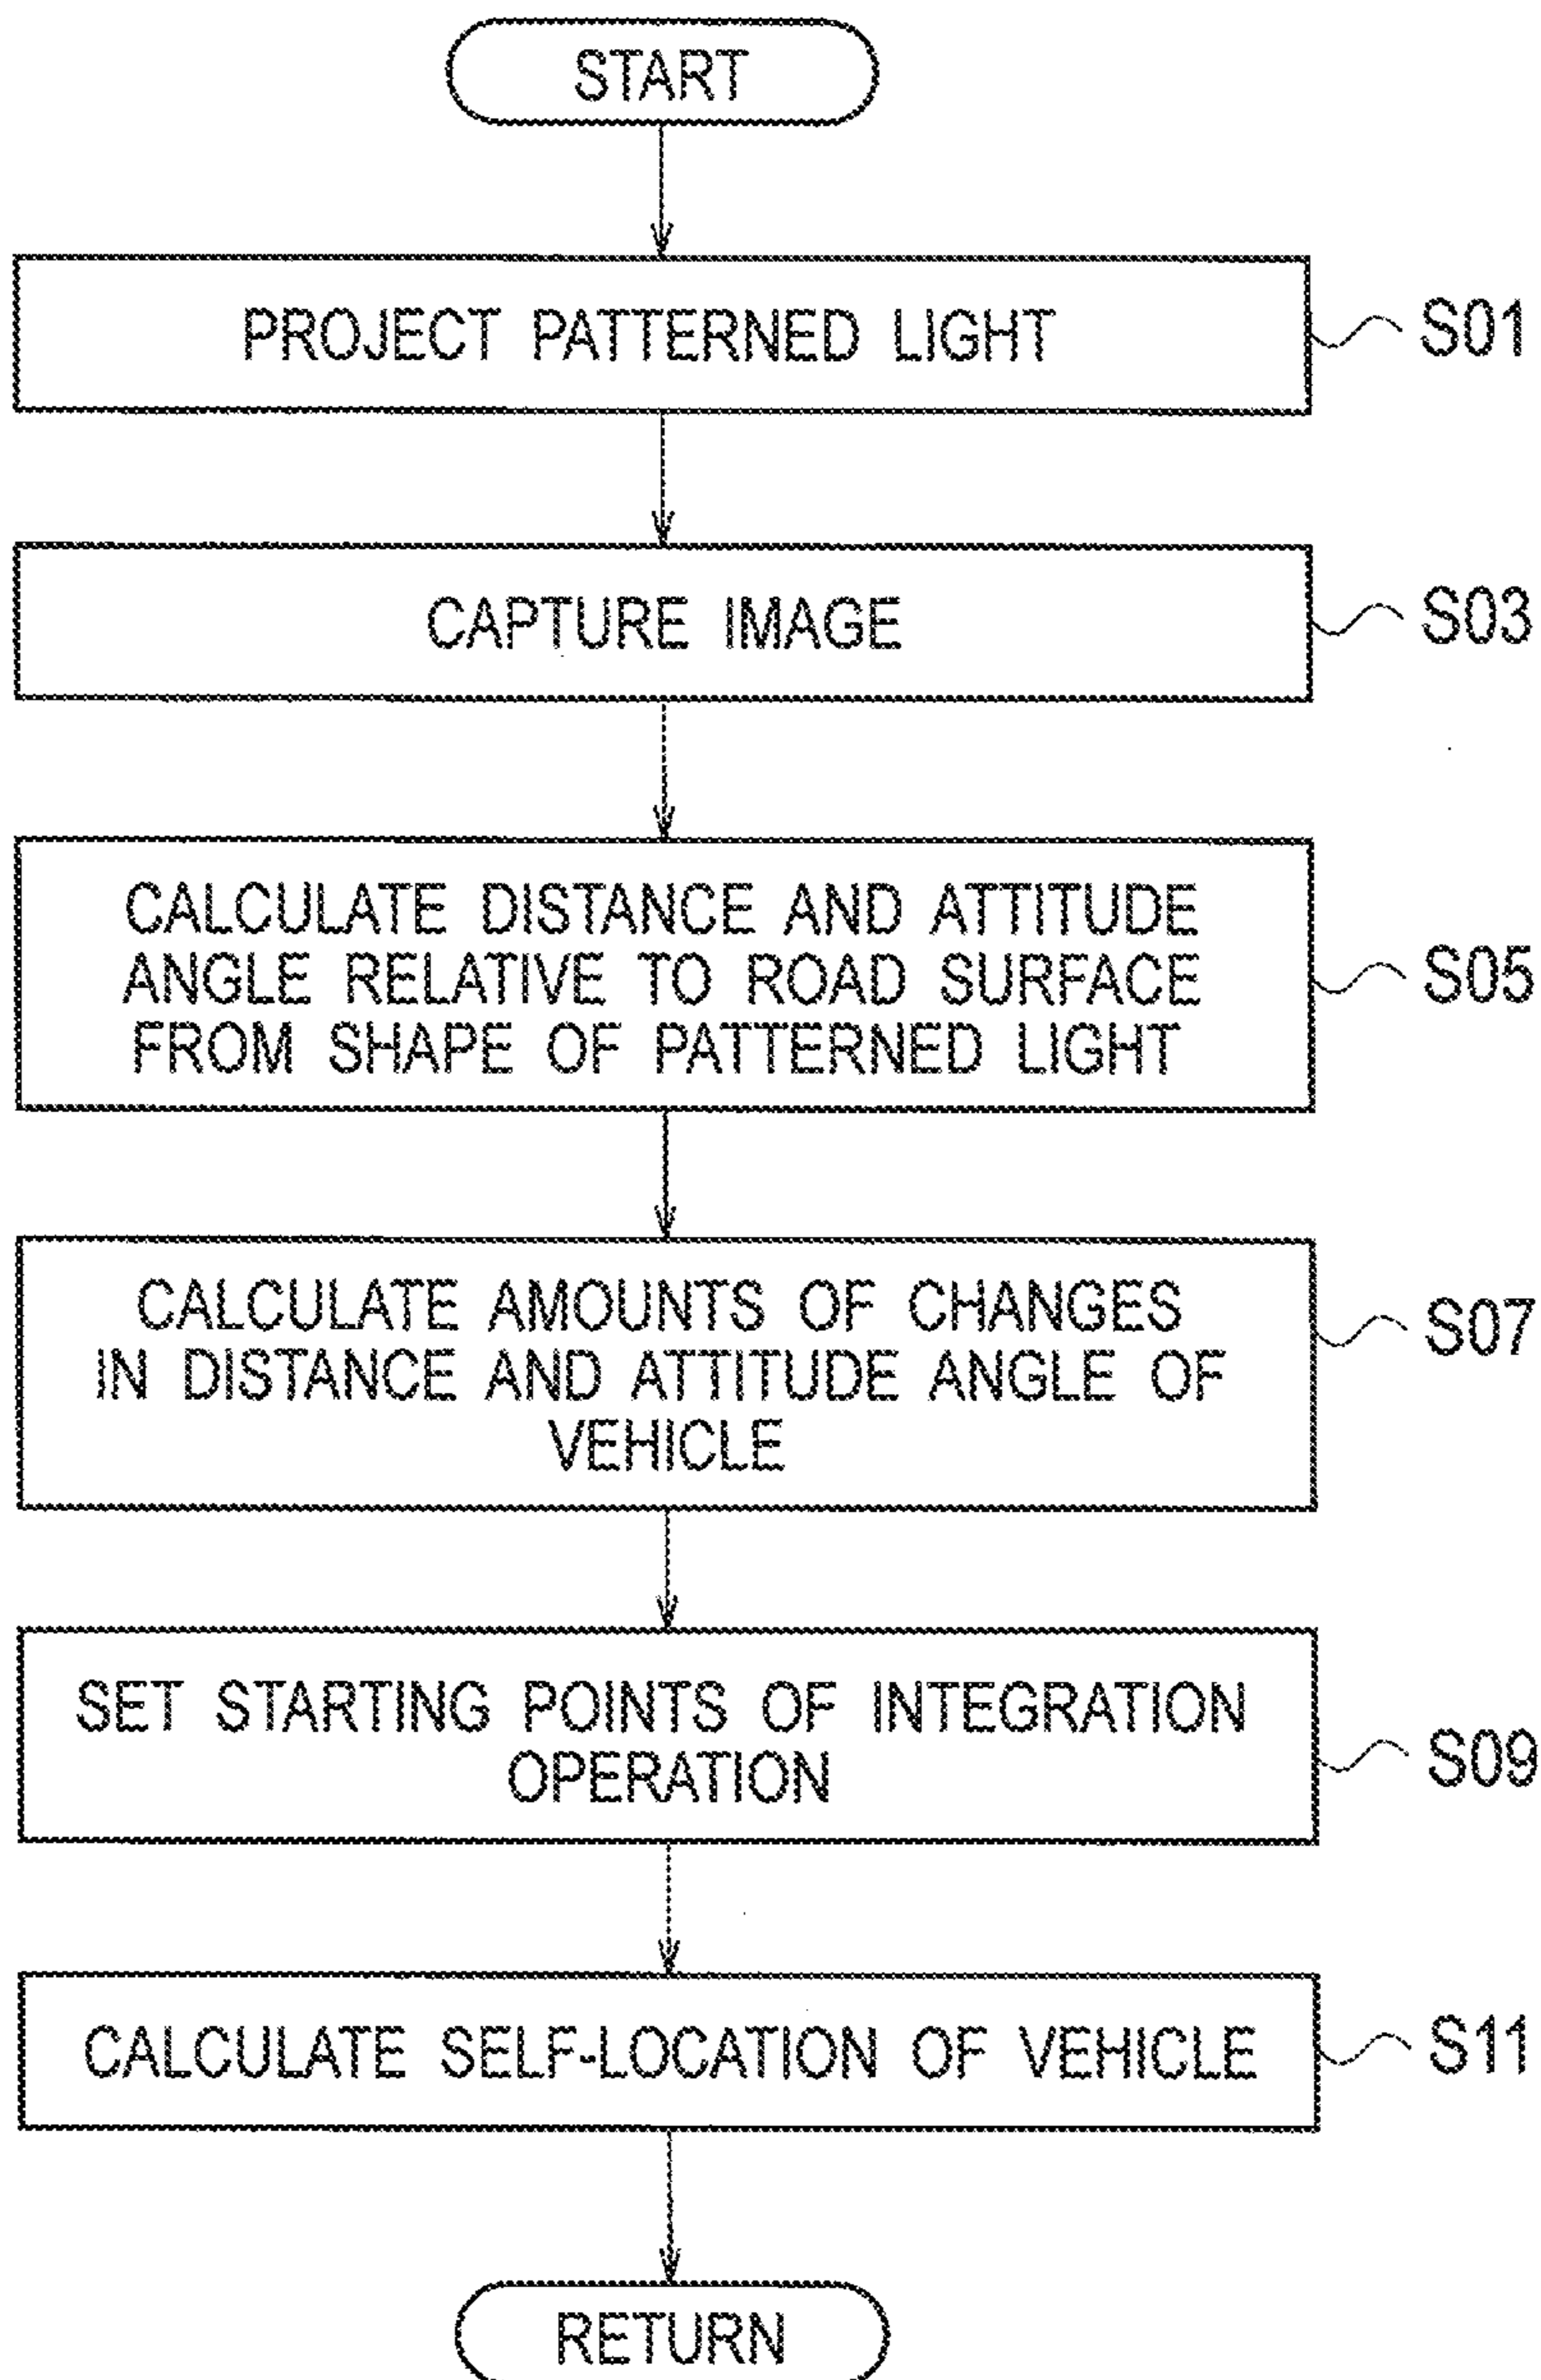 START
PROJECT PATTERNED LIGHT
S01
CAPTURE IMAGE
S03
CALCULATE DISTANCE AND ATTITUDE
ANGLE RELATIVE TO ROAD SURFACE
FROM SHAPE OF PATTERNED LIGHT
S05
CALCULATE AMOUNTS OF CHANGES
IN DISTANCE AND ATTITUDE ANGLE OF
VEHICLE
S07
SET STARTING POINTS OF INTEGRATION
OPERATION
S09
CALCULATE SELF-LOCATION OF VEHICLE
S11
RETURN